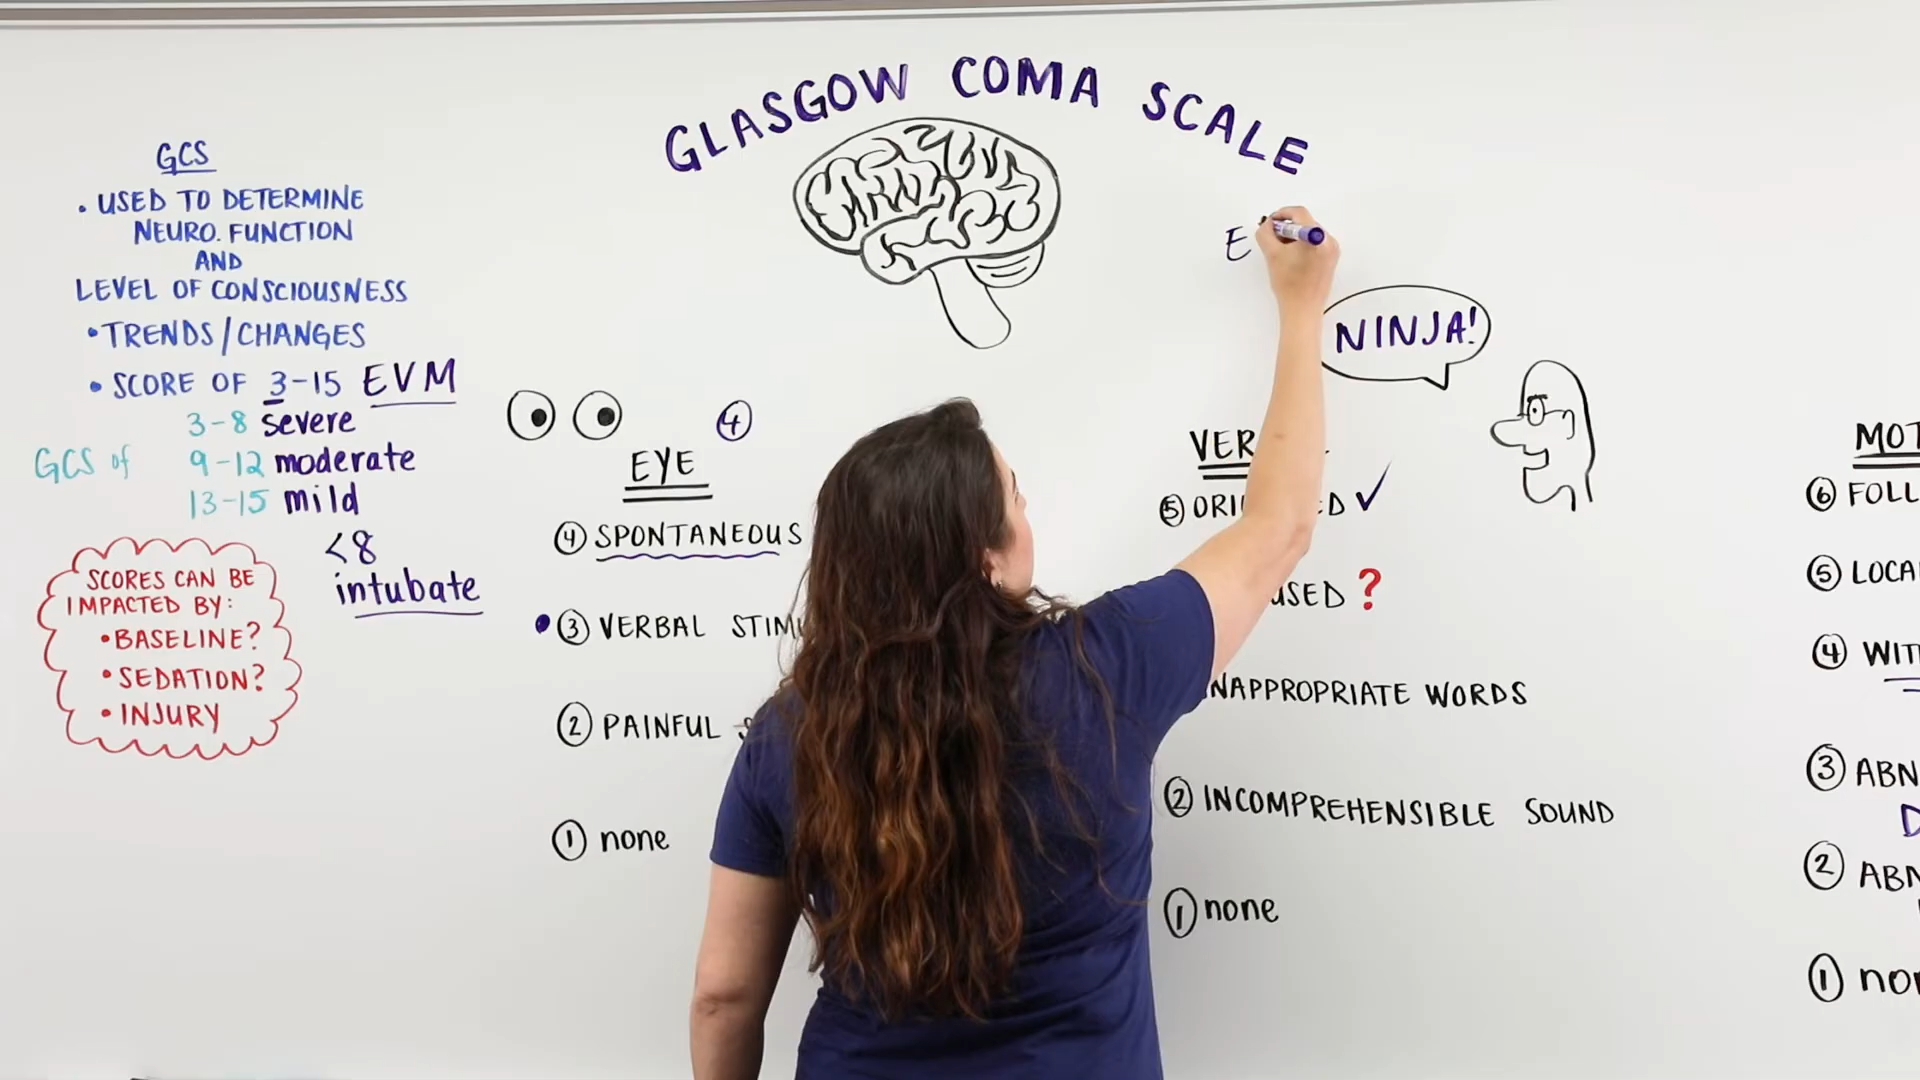 GLASGOW COMA SCALE
GCS
• USED TO DETERMINE
NEURO. FUNCTION
AND
LEVEL OF CONSCIOUSNESS
• TRENDS/CHANGES
• SCORE OF 3-15 EVM
3-8 severe
GCS of 9-12 moderate
13-15 mild
<8
intubate
SCORES CAN BE
IMPACTED BY:
• BASELINE?
• SEDATION?
• INJURY
4
EYE
4 SPONTANEOUS
• 3 VERBAL
2 PAINFUL
1 none
E
NINJA!
5 ✓
?
INAPPROPRIATE WORDS
2 INCOMPREHENSIBLE SOUND
1 none
6
5
4
3
2
1